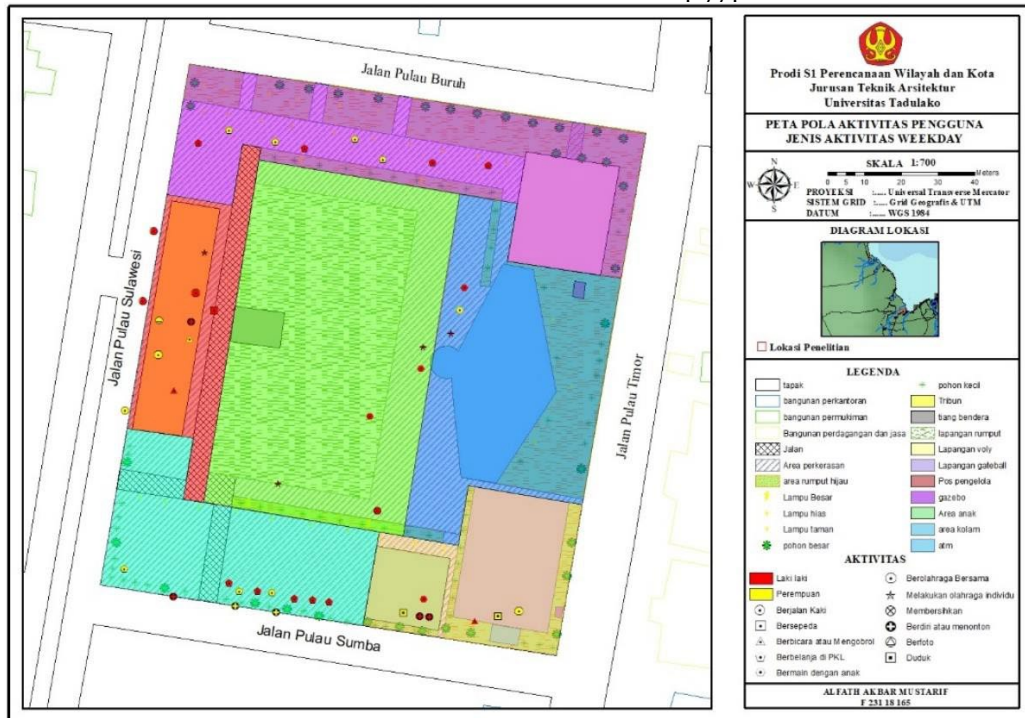 Jalan Pulau Buruh
Jalan Pulau Sulawesi
Jalan Pulau Timor
Jalan Pulau Sumba
Prodi S1 Perencanaan Wilayah dan Kota
Jurusan Teknik Arsitektur
Universitas Tadulako
PETA POLA AKTIVITAS PENGGUNA
JENIS AKTIVITAS WEEKDAY
N
W E
S
SKALA 1:700
Meters
0 5 10 20 30 40
PROYEKSI :..... Universal Transverse Mercator
SISTEM GRID :..... Grid Geografis & UTM
DATUM :...... WGS 1984
DIAGRAM LOKASI
Lokasi Penelitian
LEGENDA
tapak
bangunan perkantoran
bangunan permukiman
Bangunan perdagangan dan jasa
Jalan
Area perkerasan
area rumput hijau
Lampu Besar
Lampu hias
Lampu taman
pohon besar
pohon kecil
Tribun
tiang bendera
lapangan rumput
Lapangan voly
Lapangan gateball
Pos pengelola
gazebo
Area anak
area kolam
atm
AKTIVITAS
Laki laki
Perempuan
Berjalan Kaki
Bersepeda
Berbicara atau Mengobrol
Berbelanja di PKL
Bermain dengan anak
Berolahraga Bersama
Melakukan olahraga individu
Membersihkan
Berdiri atau menonton
Berfoto
Duduk
ALFATH AKBAR MUSTARIF
F 231 18 165